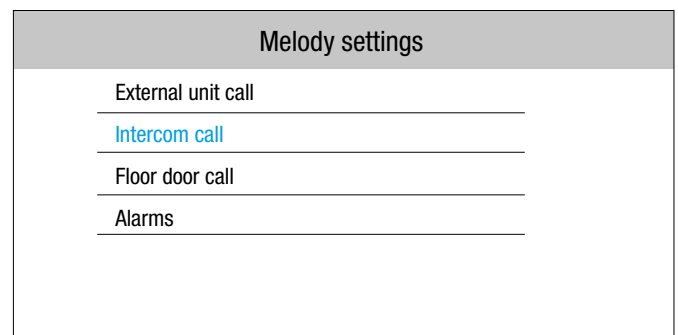 Melody settings
External unit call
Intercom call
Floor door call
Alarms